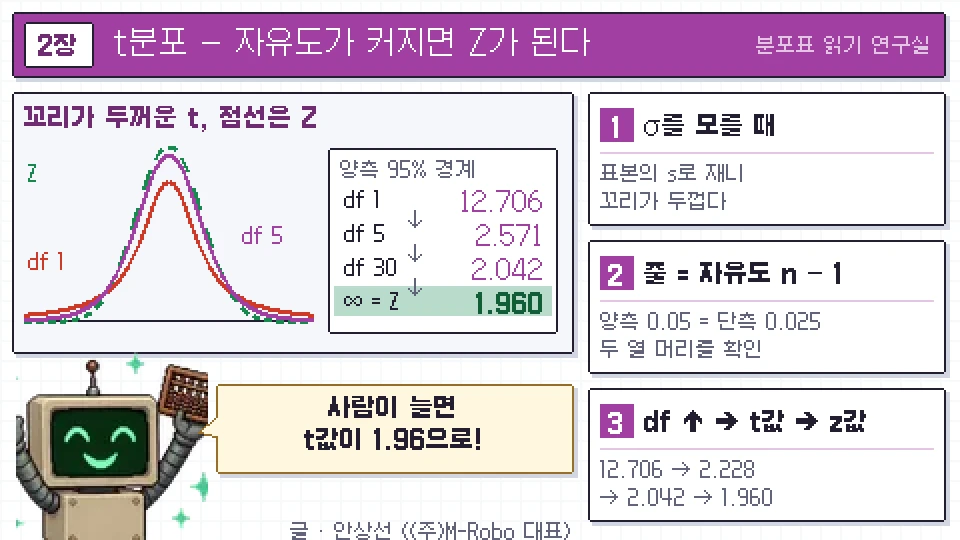 2장
t분포 – 자유도가 커지면 Z가 된다
분포표 읽기 연구실
꼬리가 두꺼운 t, 점선은 Z
Z
df 5
df 1
양측 95% 경계
df 1 12.706
↓
df 5 2.571
↓
df 30 2.042
↓
∞ = Z 1.960
사람이 늘면
t값이 1.96으로!
글 · 안상선 ((주)M-Robo 대표)
1 σ를 모를 때
표본의 s로 재니
꼬리가 두껍다
2 줄 = 자유도 n – 1
양측 0.05 = 단측 0.025
두 열 머리를 확인
3 df ↑ → t값 → z값
12.706 → 2.228
→ 2.042 → 1.960